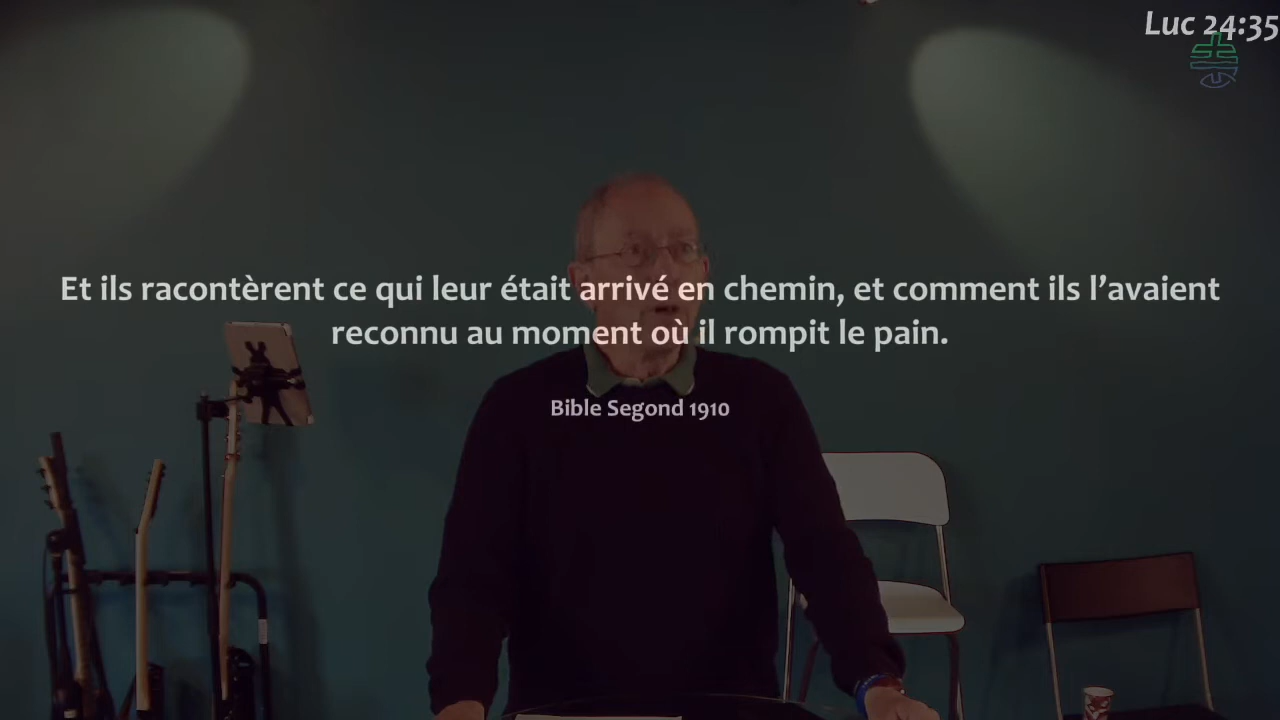 Luc 24:35
Et ils racontèrent ce qui leur était arrivé en chemin, et comment ils l’avaient
reconnu au moment où il rompit le pain.
Bible Segond 1910